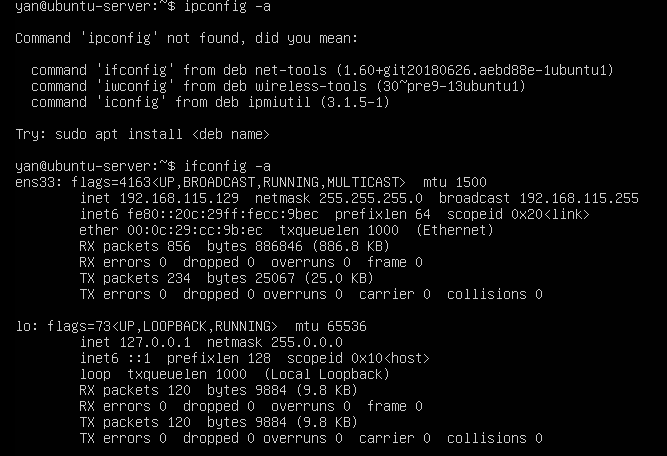 yan@ubuntu-server:~$ ipconfig -a
Command 'ipconfig' not found, did you mean:
command 'ifconfig' from deb net-tools (1.60+git20180626.aebd88e-1ubuntu1)
command 'iwconfig' from deb wireless-tools (30~pre9-13ubuntu1)
command 'iconfig' from deb ipmiutil (3.1.5-1)
Try: sudo apt install <deb name>
yan@ubuntu-server:~$ ifconfig -a
ens33: flags=4163<UP,BROADCAST,RUNNING,MULTICAST>  mtu 1500
inet 192.168.115.129  netmask 255.255.255.0  broadcast 192.168.115.255
inet6 fe80::20c:29ff:fecc:9bec  prefixlen 64  scopeid 0x20<link>
ether 00:0c:29:cc:9b:ec  txqueuelen 1000  (Ethernet)
RX packets 856  bytes 886846 (886.8 KB)
RX errors 0  dropped 0  overruns 0  frame 0
TX packets 234  bytes 25067 (25.0 KB)
TX errors 0  dropped 0 overruns 0  carrier 0  collisions 0
lo: flags=73<UP,LOOPBACK,RUNNING>  mtu 65536
inet 127.0.0.1  netmask 255.0.0.0
inet6 ::1  prefixlen 128  scopeid 0x10<host>
loop  txqueuelen 1000  (Local Loopback)
RX packets 120  bytes 9884 (9.8 KB)
RX errors 0  dropped 0  overruns 0  frame 0
TX packets 120  bytes 9884 (9.8 KB)
TX errors 0  dropped 0 overruns 0  carrier 0  collisions 0